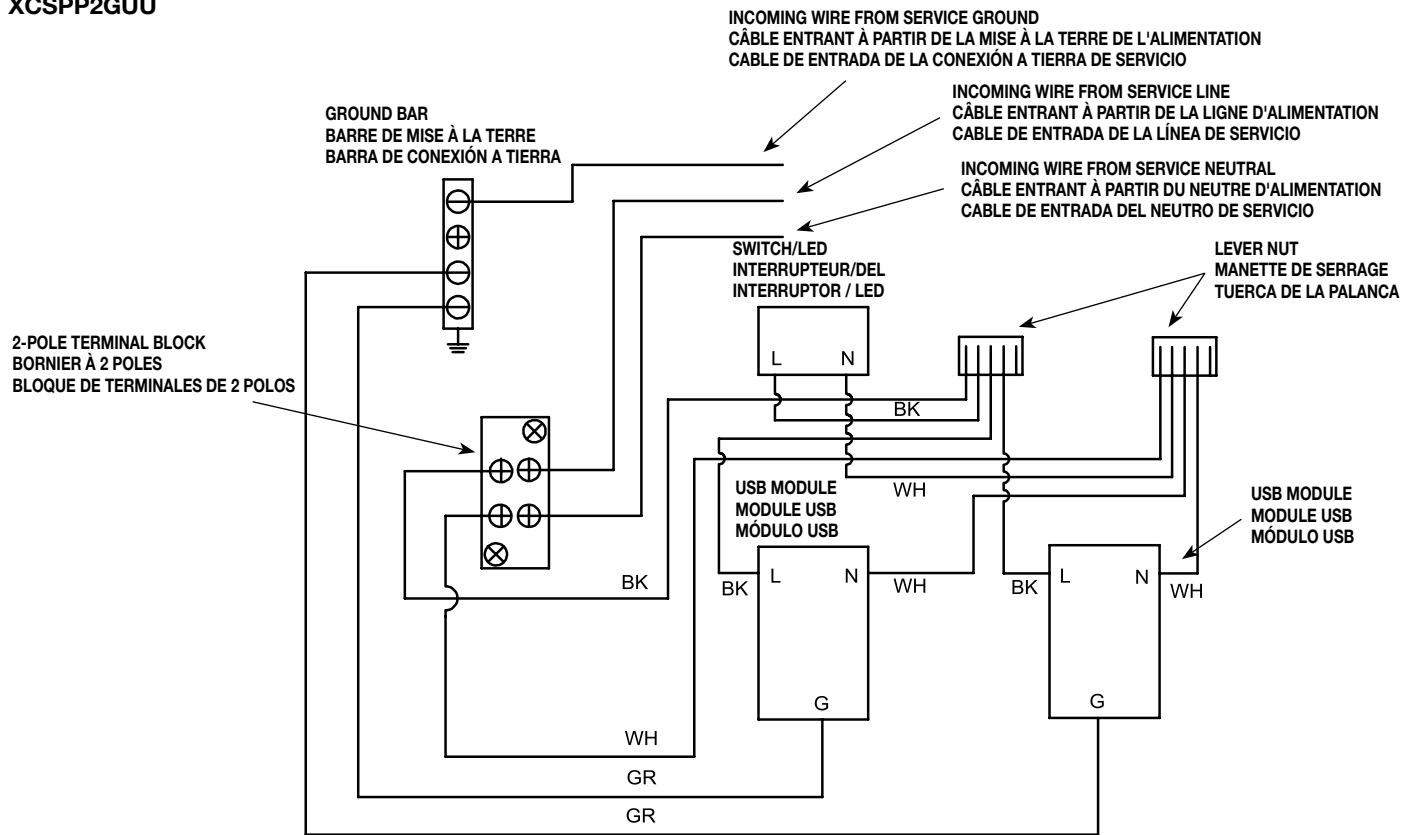 XCSPP2GUU
INCOMING WIRE FROM SERVICE GROUND
CÂBLE ENTRANT À PARTIR DE LA MISE À LA TERRE DE L'ALIMENTATION
CABLE DE ENTRADA DE LA CONEXIÓN A TIERRA DE SERVICIO
INCOMING WIRE FROM SERVICE LINE
CÂBLE ENTRANT À PARTIR DE LA LIGNE D'ALIMENTATION
CABLE DE ENTRADA DE LA LÍNEA DE SERVICIO
GROUND BAR
BARRE DE MISE À LA TERRE
BARRA DE CONEXIÓN A TIERRA
INCOMING WIRE FROM SERVICE NEUTRAL
CÂBLE ENTRANT À PARTIR DU NEUTRE D'ALIMENTATION
CABLE DE ENTRADA DEL NEUTRO DE SERVICIO
SWITCH/LED
INTERRUPTEUR/DEL
INTERRUPTOR / LED
LEVER NUT
MANETTE DE SERRAGE
TUERCA DE LA PALANCA
2-POLE TERMINAL BLOCK
BORNIER À 2 POLES
BLOQUE DE TERMINALES DE 2 POLOS
L N
BK
WH
USB MODULE
MODULE USB
MÓDULO USB
USB MODULE
MODULE USB
MÓDULO USB
BK
BK
L N
WH
BK
L N
WH
G
G
WH
GR
GR